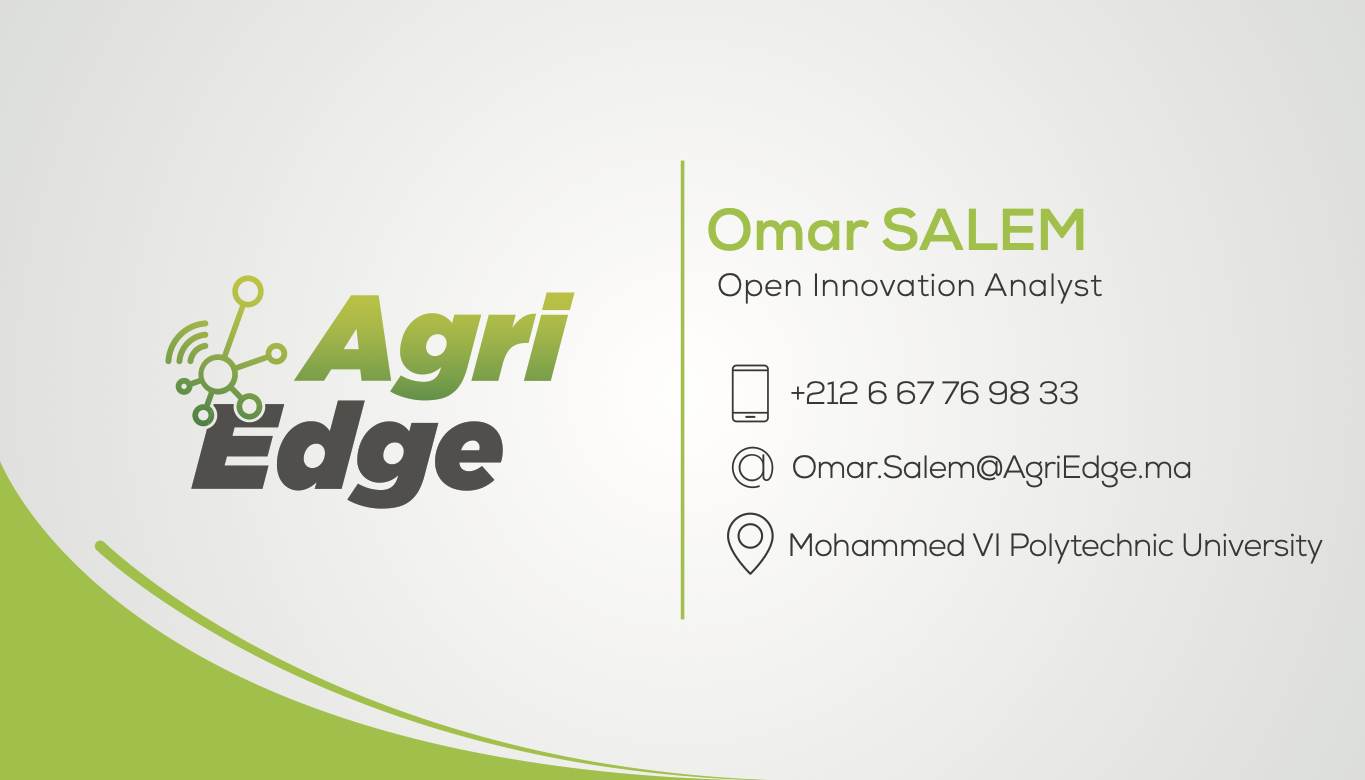 Agri
Edge
Omar SALEM
Open Innovation Analyst
+212 6 67 76 98 33
Omar.Salem@AgriEdge.ma
Mohammed VI Polytechnic University